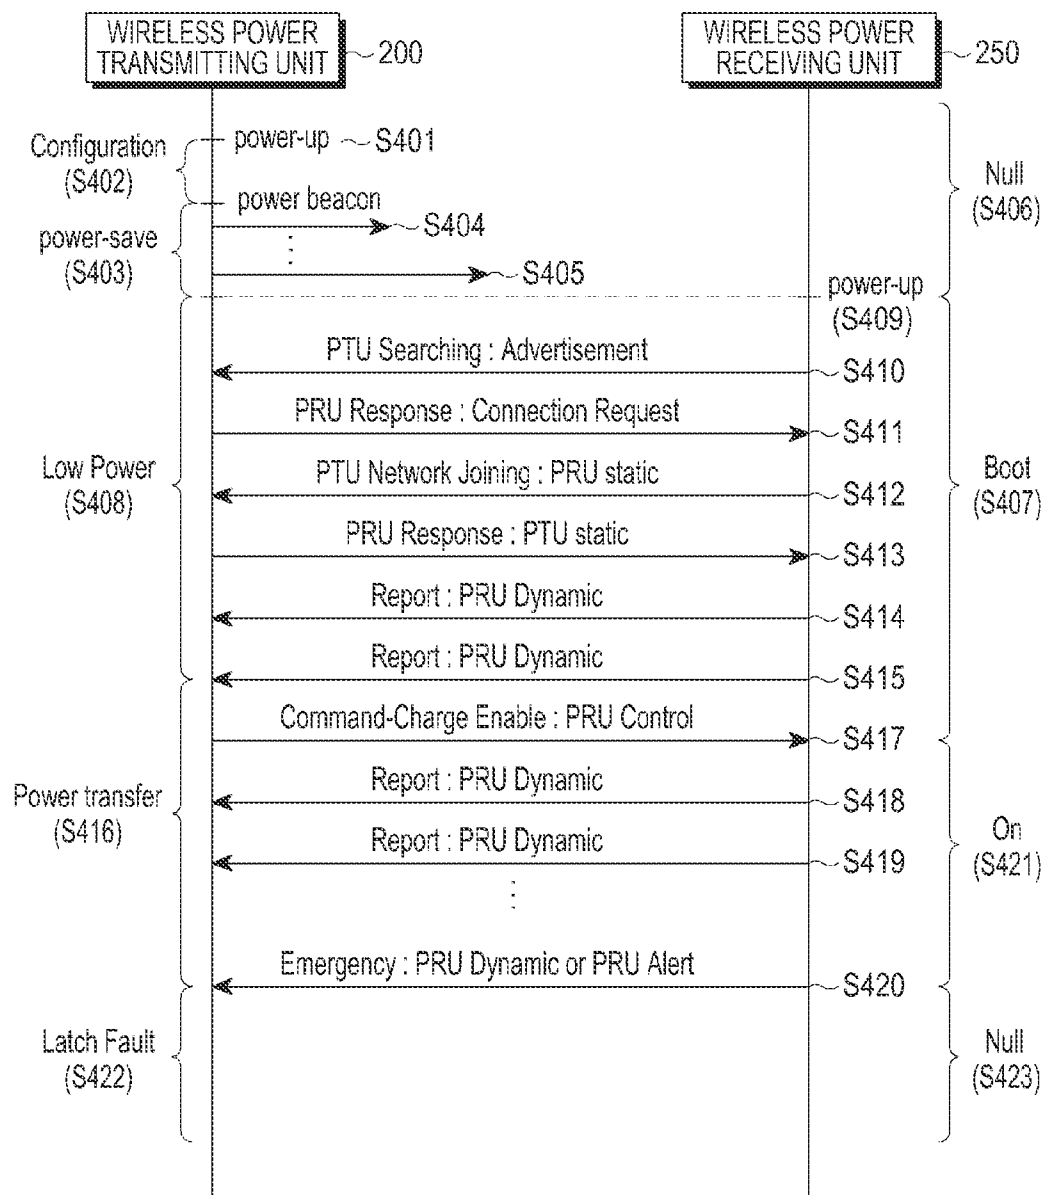 WIRELESS POWER
TRANSMITTING UNIT
200
WIRELESS POWER
RECEIVING UNIT
250
Configuration
(S402)
power-up
S401
Null
(S406)
power beacon
S404
power-save
(S403)
S405
power-up
(S409)
PTU Searching : Advertisement
S410
PRU Response : Connection Request
S411
Low Power
(S408)
PTU Network Joining : PRU static
S412
Boot
(S407)
PRU Response : PTU static
S413
Report : PRU Dynamic
S414
Report : PRU Dynamic
S415
Command-Charge Enable : PRU Control
S417
Power transfer
(S416)
Report : PRU Dynamic
S418
Report : PRU Dynamic
S419
On
(S421)
Emergency : PRU Dynamic or PRU Alert
S420
Latch Fault
(S422)
Null
(S423)